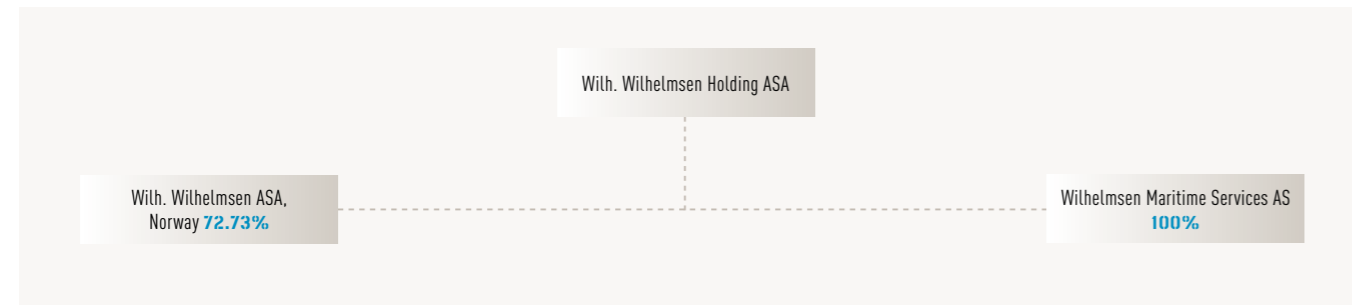 Wilh. Wilhelmsen Holding ASA
Wilh. Wilhelmsen ASA,
Norway 72.73%
Wilhelmsen Maritime Services AS
100%